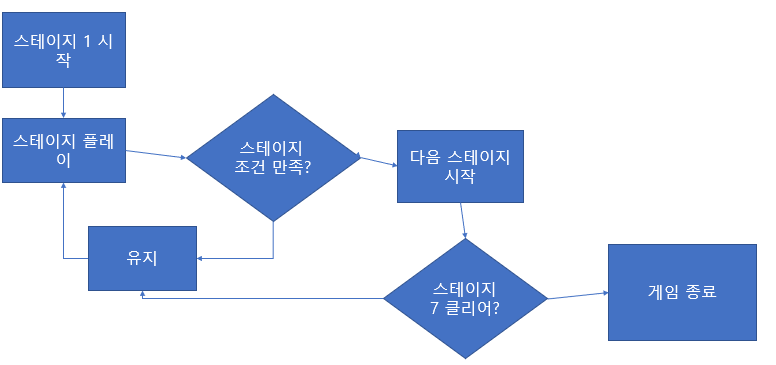 스테이지 1 시
작
스테이지 플레
이
스테이지
조건 만족?
다음 스테이지
시작
유지
스테이지
7 클리어?
게임 종료